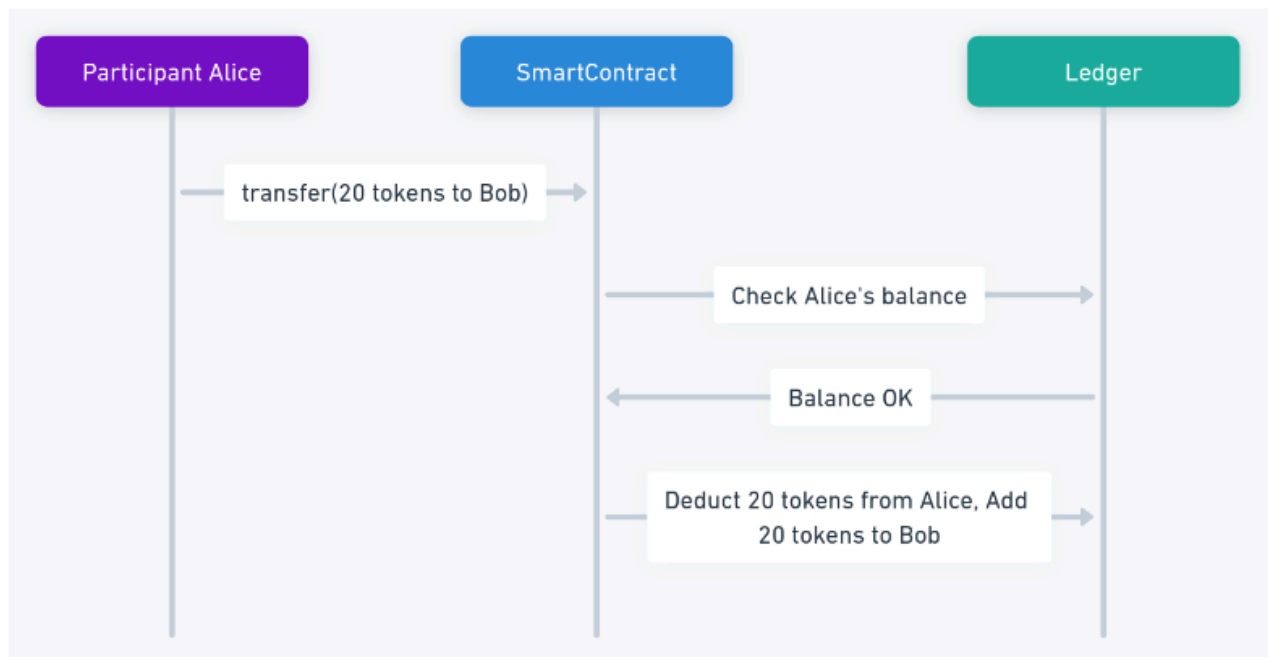 Participant Alice
SmartContract
Ledger
transfer(20 tokens to Bob)
Check Alice's balance
Balance OK
Deduct 20 tokens from Alice, Add
20 tokens to Bob